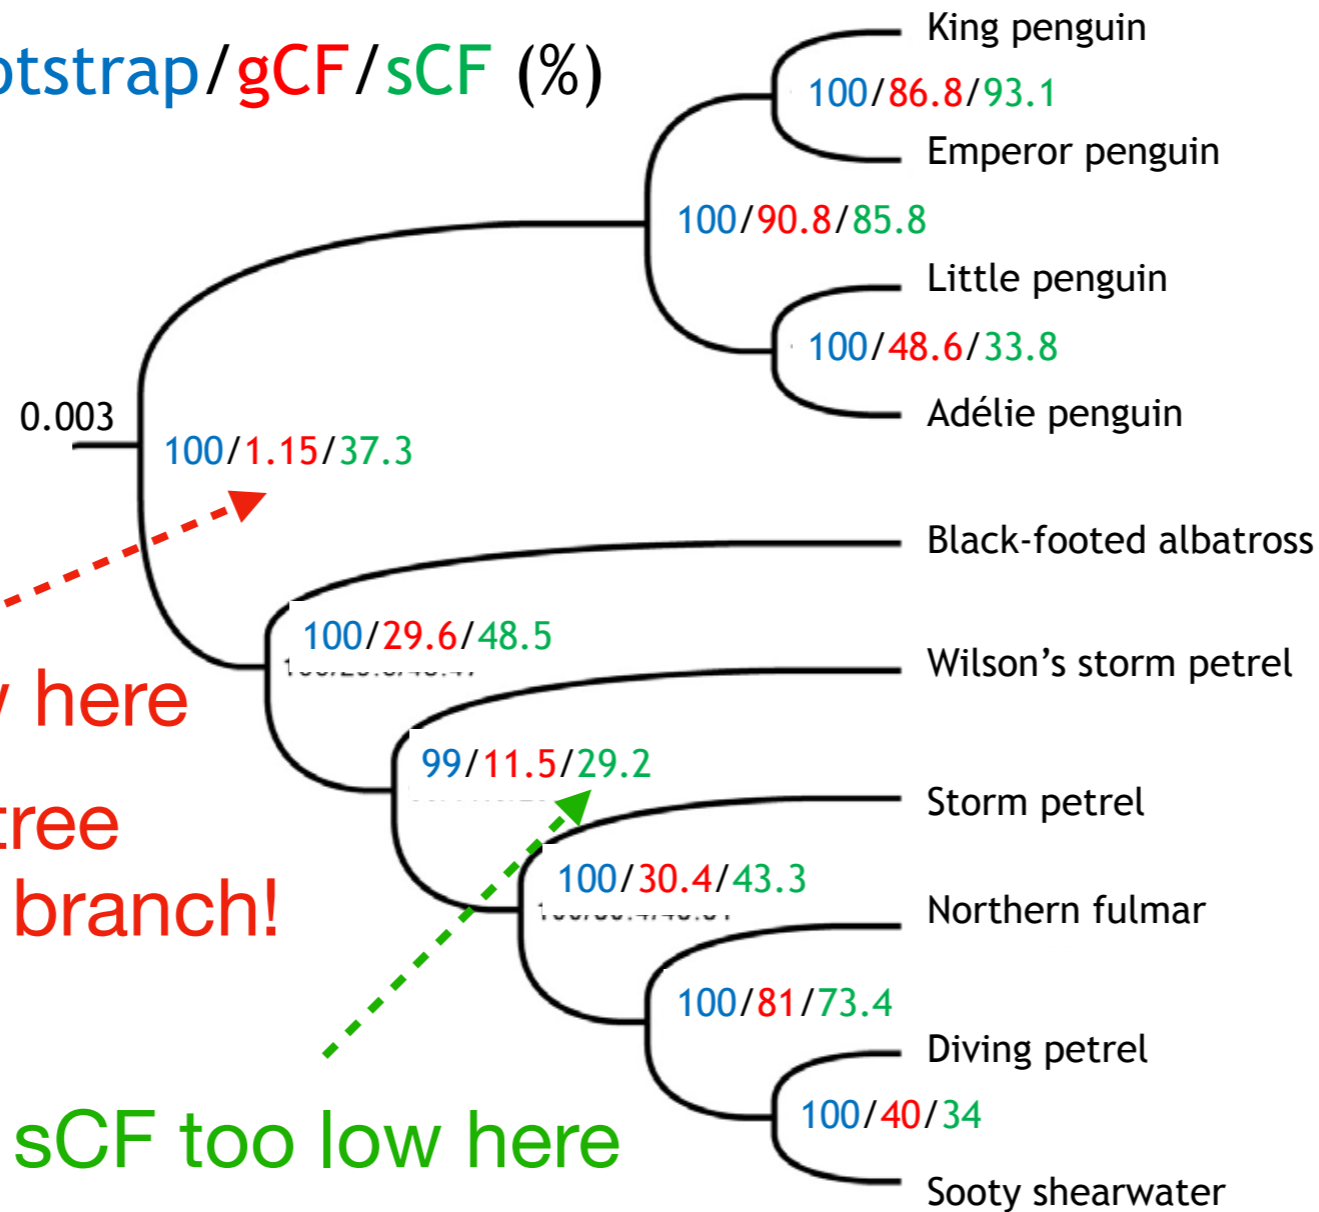 /gCF/sCF (%)
King penguin
100/86.8/93.1
Emperor penguin
100/90.8/85.8
Little penguin
100/48.6/33.8
Adélie penguin
0.003
100/1.15/37.3
Black-footed albatross
100/29.6/48.5
Wilson’s storm petrel
here
99/11.5/29.2
Storm petrel
tree
100/30.4/43.3
branch!
Northern fulmar
100/81/73.4
Diving petrel
100/40/34
sCF too low here
Sooty shearwater